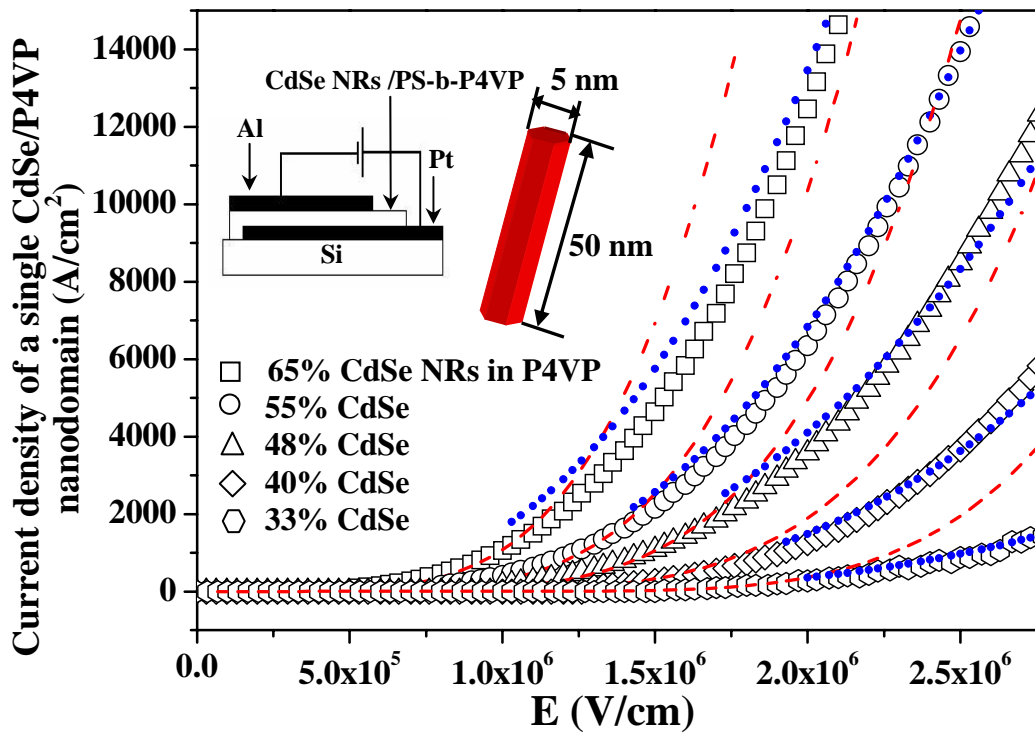 Current density of a single CdSe/P4VP
nanodomain (A/cm²)
14000
12000
10000
8000
6000
4000
2000
0
CdSe NRs /PS-b-P4VP
Al
Pt
Si
5 nm
50 nm
65% CdSe NRs in P4VP
55% CdSe
48% CdSe
40% CdSe
33% CdSe
0.0 5.0x10⁵ 1.0x10⁶ 1.5x10⁶ 2.0x10⁶ 2.5x10⁶
E (V/cm)